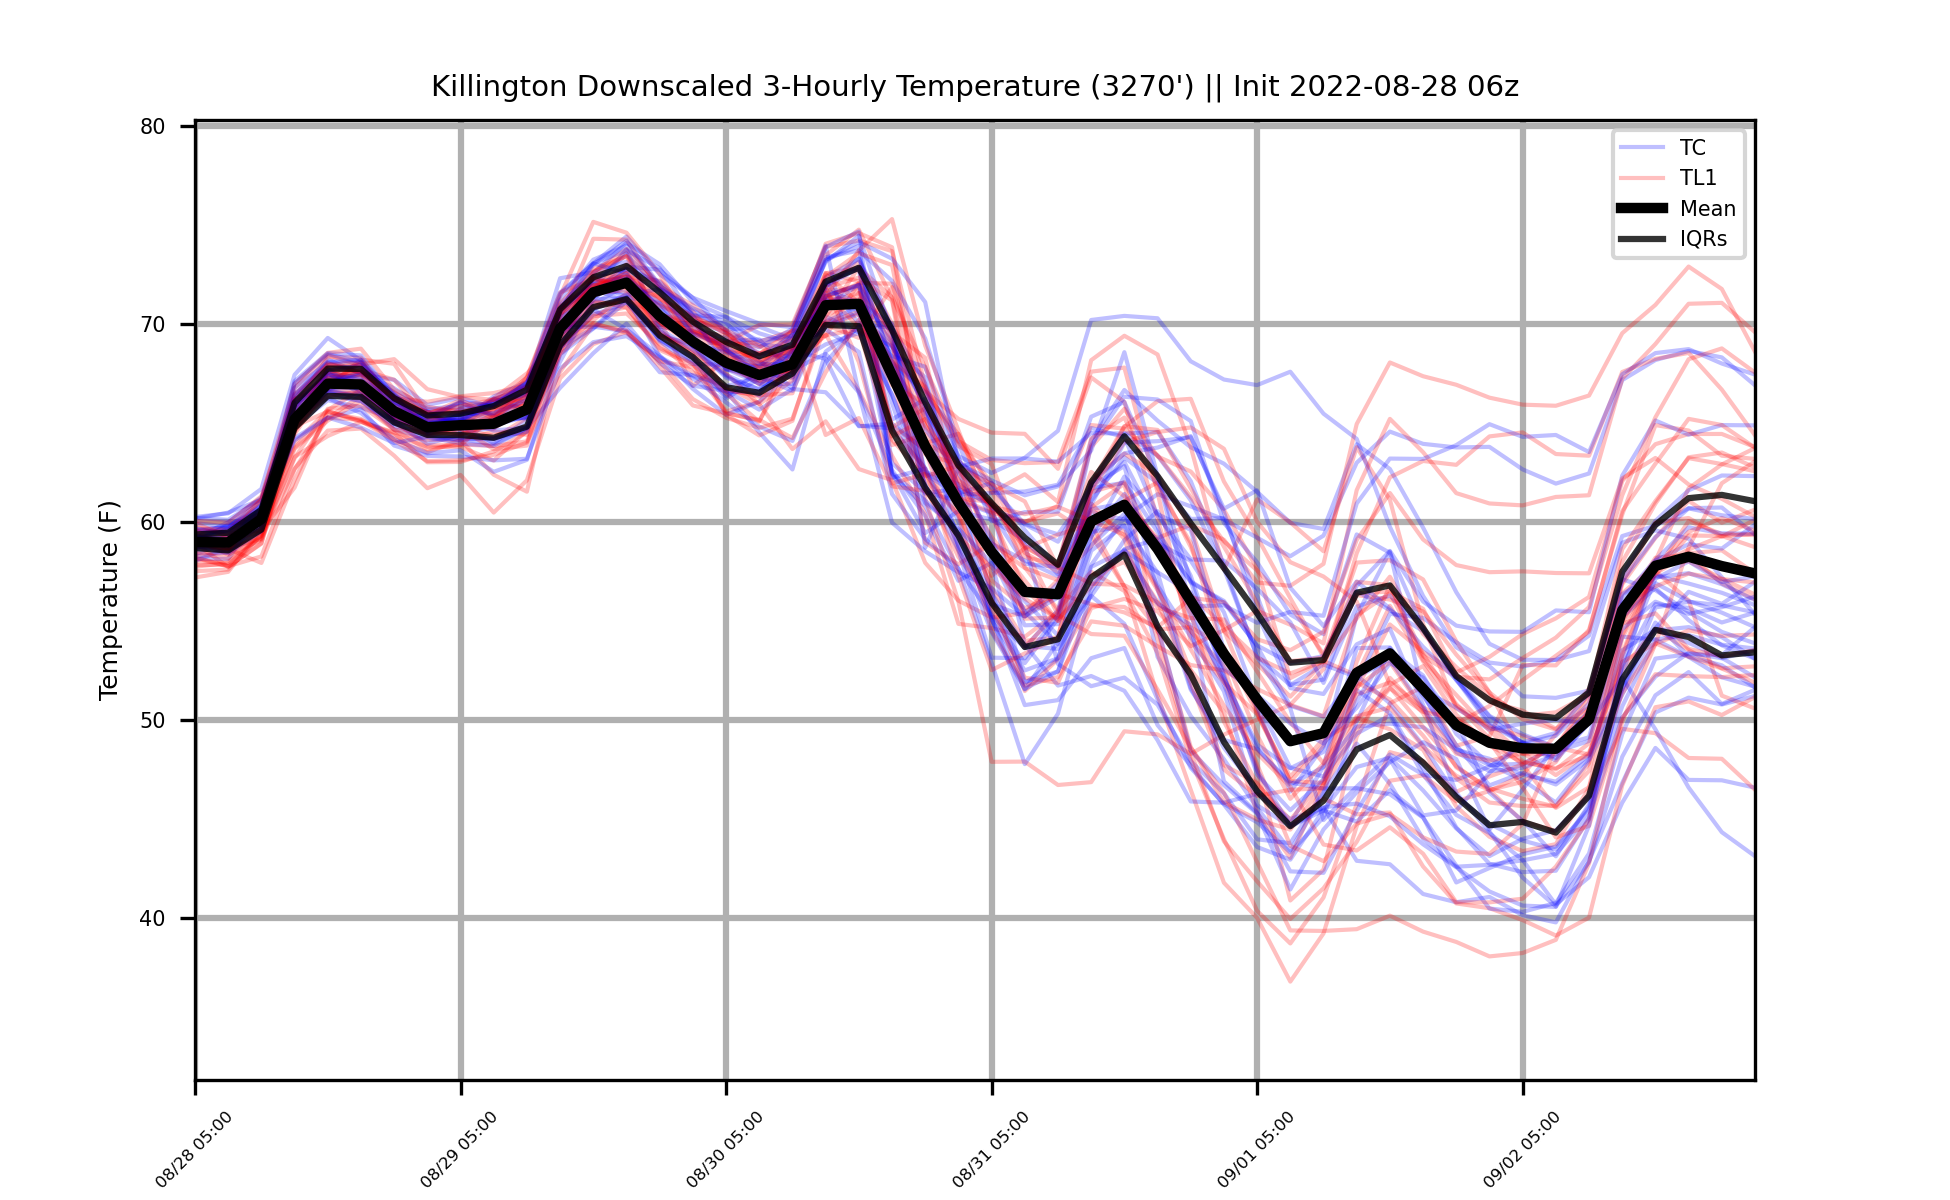 Killington Downscaled 3-Hourly Temperature (3270') || Init 2022-08-28 06z
80
70
60
50
40
Temperature (F)
TC
TL1
Mean
IQRs
08/28 05:00
08/29 05:00
08/30 05:00
08/31 05:00
09/01 05:00
09/02 05:00